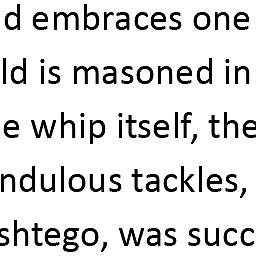 d embraces one
ld is masoned in
e whip itself, the
ndulous tackles,
shtego, was succ